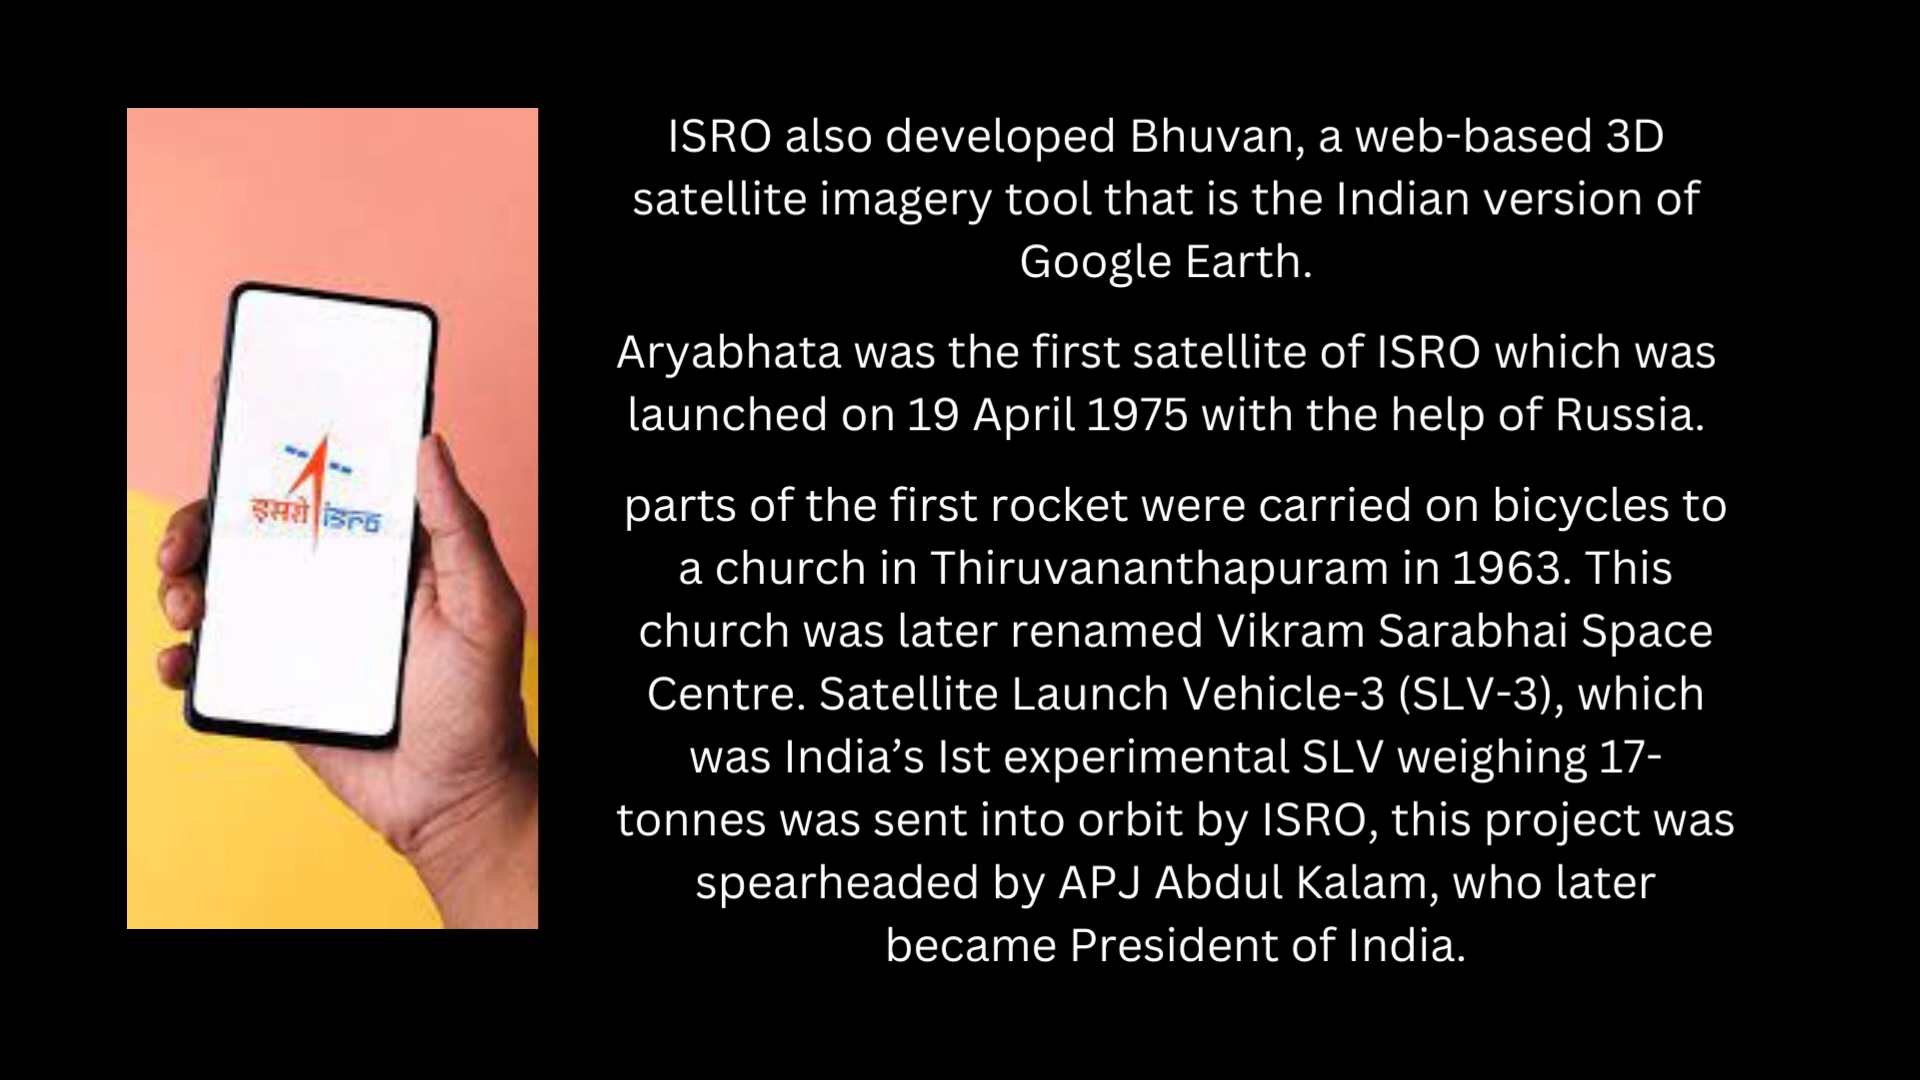 इसरो isro
ISRO also developed Bhuvan, a web-based 3D
satellite imagery tool that is the Indian version of
Google Earth.
Aryabhata was the first satellite of ISRO which was
launched on 19 April 1975 with the help of Russia.
parts of the first rocket were carried on bicycles to
a church in Thiruvananthapuram in 1963. This
church was later renamed Vikram Sarabhai Space
Centre. Satellite Launch Vehicle-3 (SLV-3), which
was India’s Ist experimental SLV weighing 17-
tonnes was sent into orbit by ISRO, this project was
spearheaded by APJ Abdul Kalam, who later
became President of India.